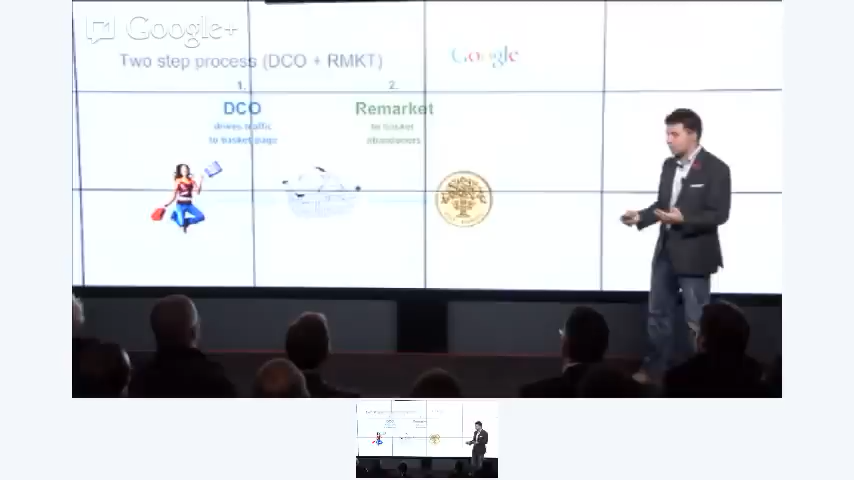 Google+
Two step process (DCO + RMKT)
Google
1.
2.
DCO
Remarket
drives traffic
to basket page
to basket
abandoners